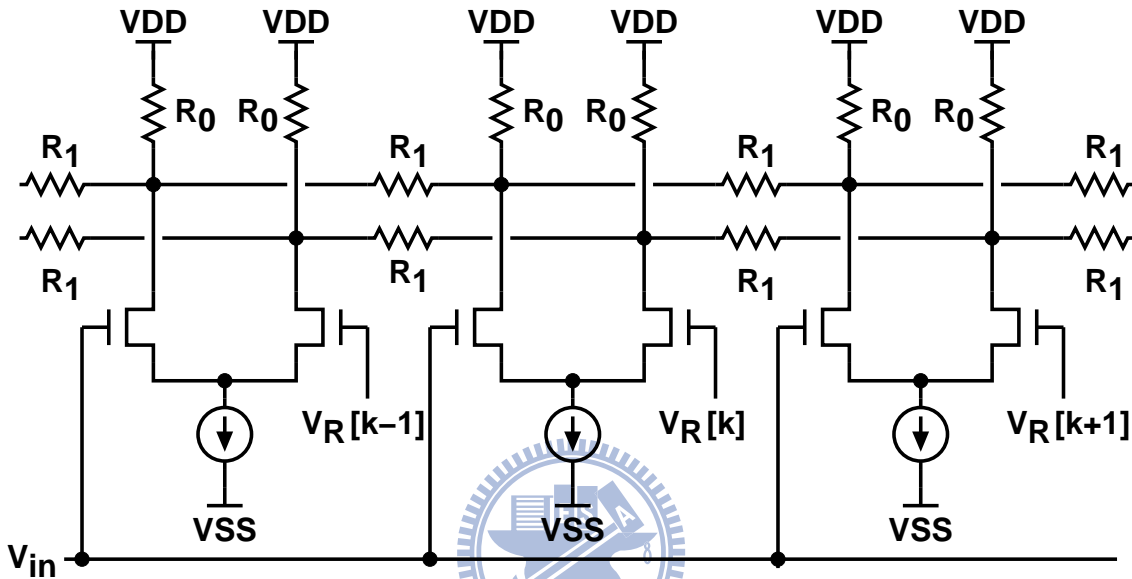 VDD VDD VDD VDD VDD VDD
R0 R0 R0 R0 R0 R0
R1 R1 R1 R1
R1 R1 R1 R1
VR[k−1] VR[k] VR[k+1]
VSS VSS VSS
Vin